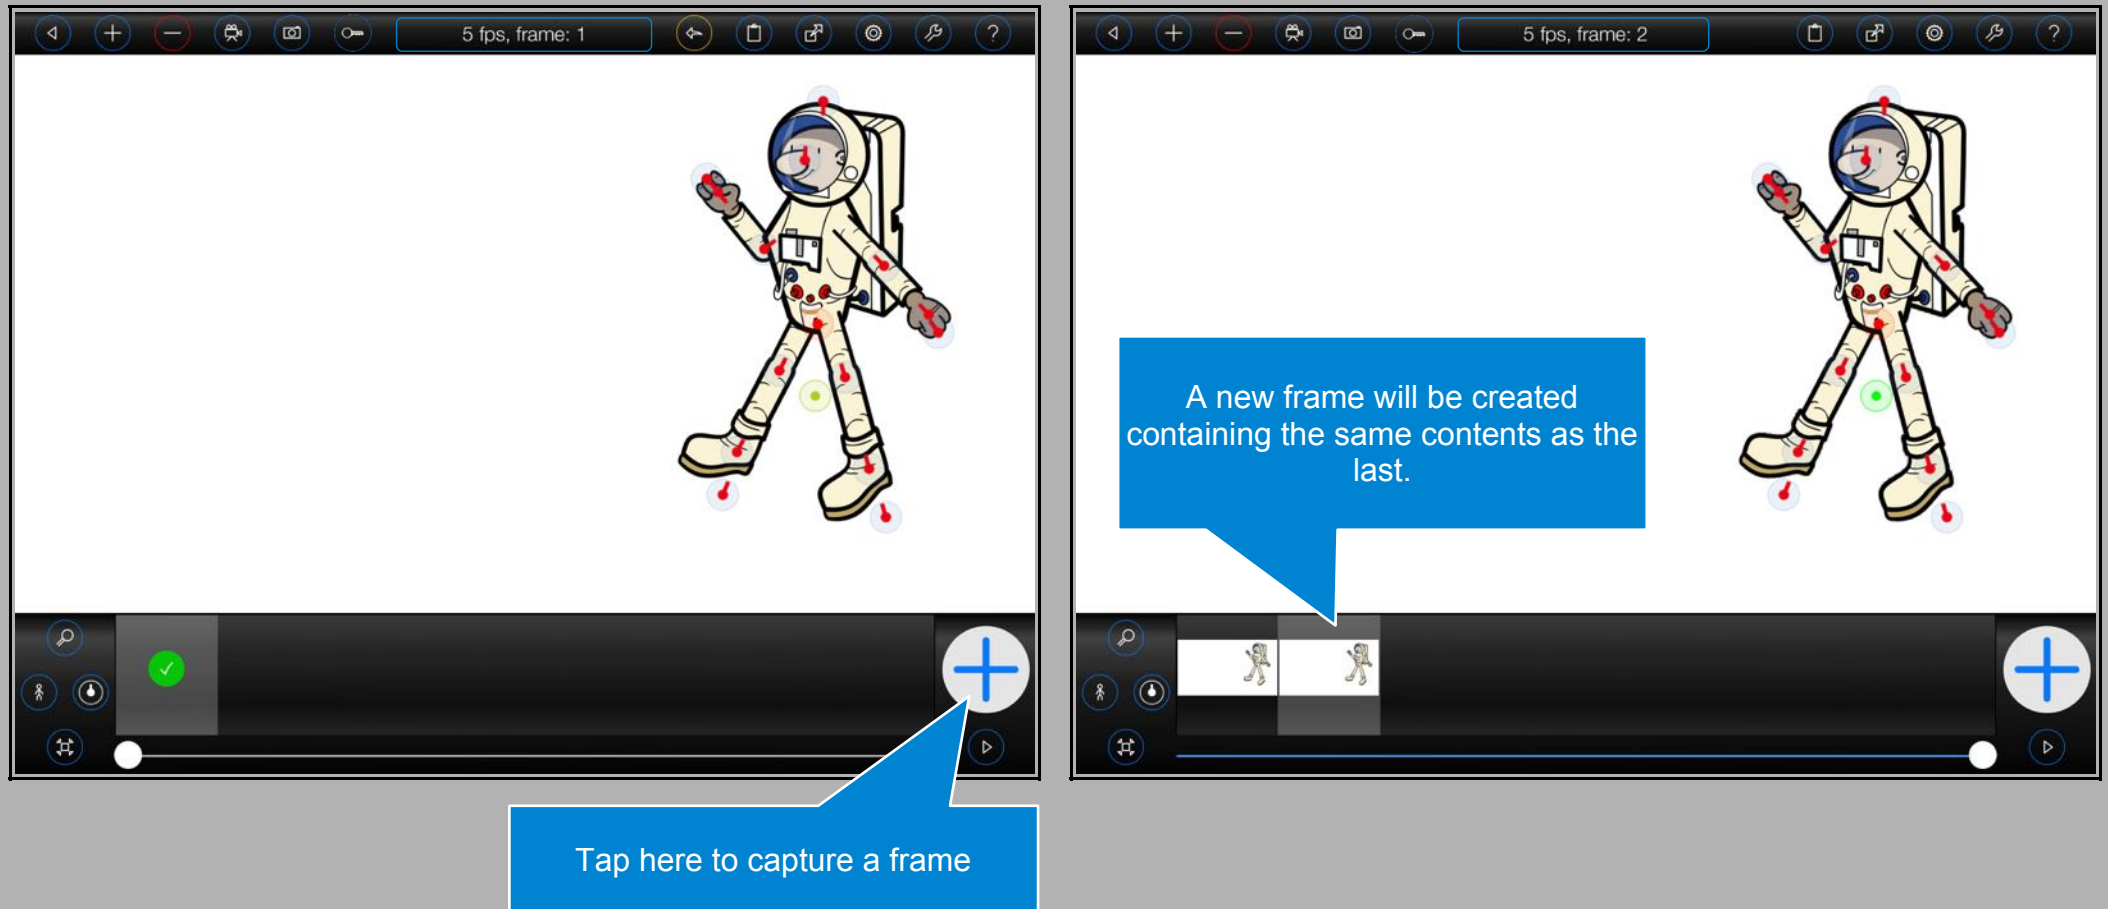 5 fps, frame: 1
?
5 fps, frame: 2
?
A new frame will be created
containing the same contents as the
last.
Tap here to capture a frame